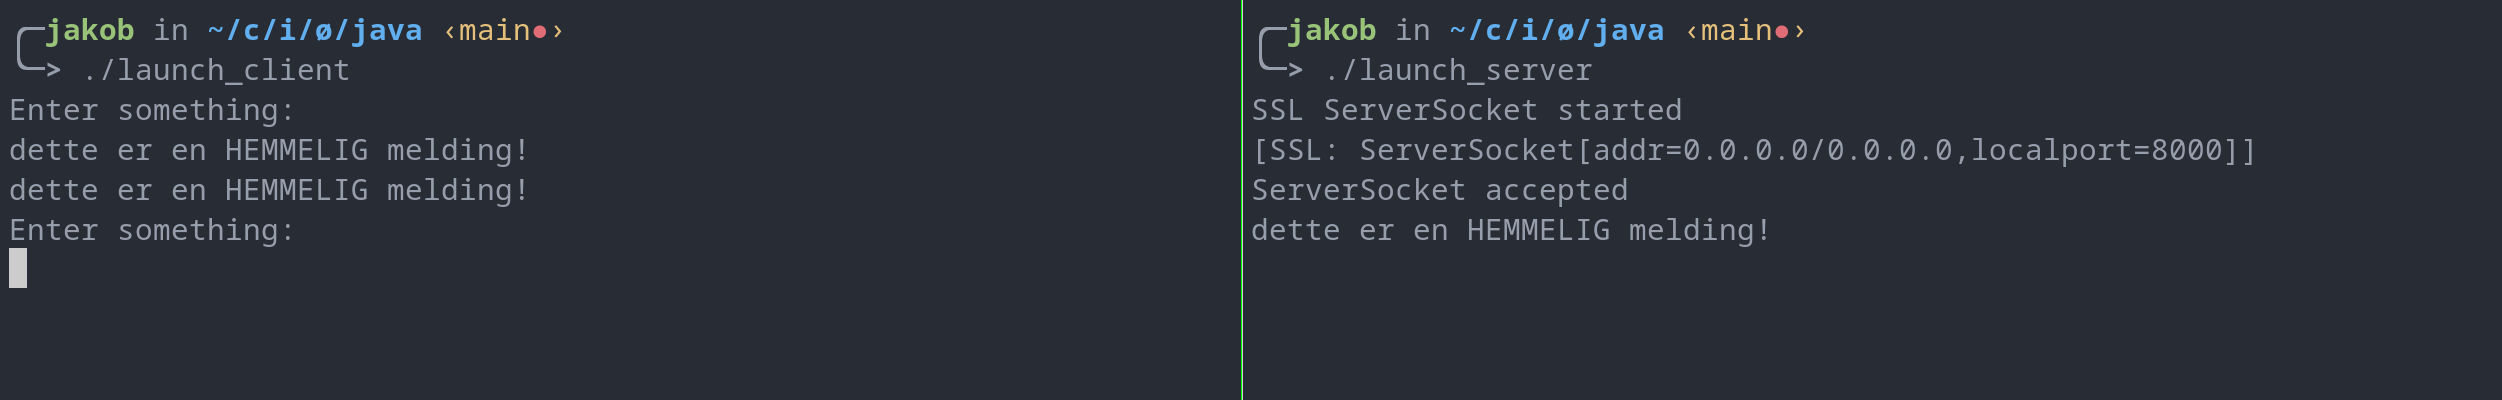 jakob in ~/c/i/ø/java ‹main●›
> ./launch_client
Enter something:
dette er en HEMMELIG melding!
dette er en HEMMELIG melding!
Enter something:
jakob in ~/c/i/ø/java ‹main●›
> ./launch_server
SSL ServerSocket started
[SSL: ServerSocket[addr=0.0.0.0/0.0.0.0,localport=8000]]
ServerSocket accepted
dette er en HEMMELIG melding!